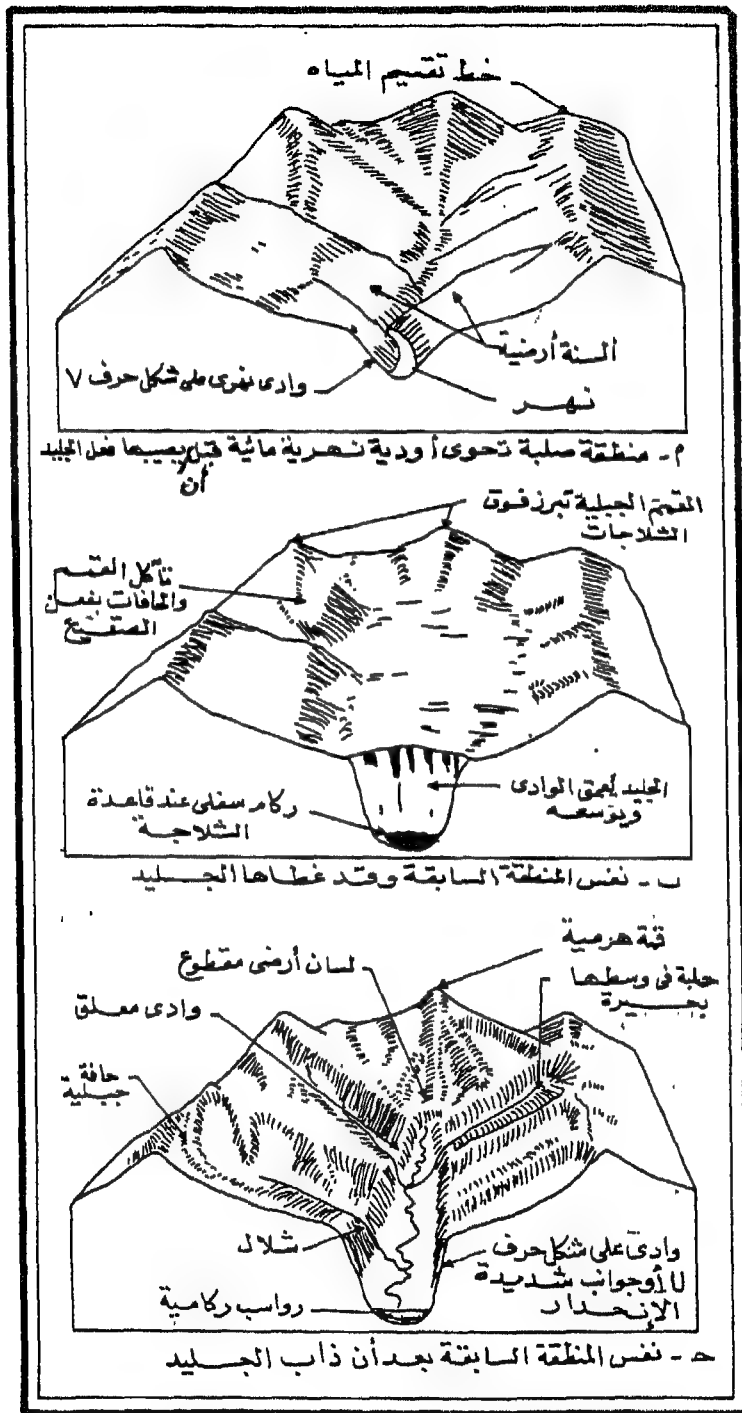 خط تقسيم المياه
ألسنة أرضية
وادى نهرى على شكل حرف V
نهر
م - منطقة صلبة تحوى أودية نهرية مائية قبل أن يصيبها فعل الجليد
القمم الجبلية تبرز فوق
الثلاجات
تآكل القمم
والحافات بفعل
الصقيع
الجليد يعمق الوادى
ويوسعه
ركام سفلى عند قاعدة
الثلاجة
ب - نفس المنطقة السابقة وقد غطاها الجليد
قمة هرمية
لسان أرضى مقطوع
حلبة فى وسطها
بحيرة
وادى معلق
حافة
جبلية
شلال
وادى على شكل حرف
U أو جوانب شديدة
الإنحدار
رواسب ركامية
حـ - نفس المنطقة السابقة بعد أن ذاب الجليد